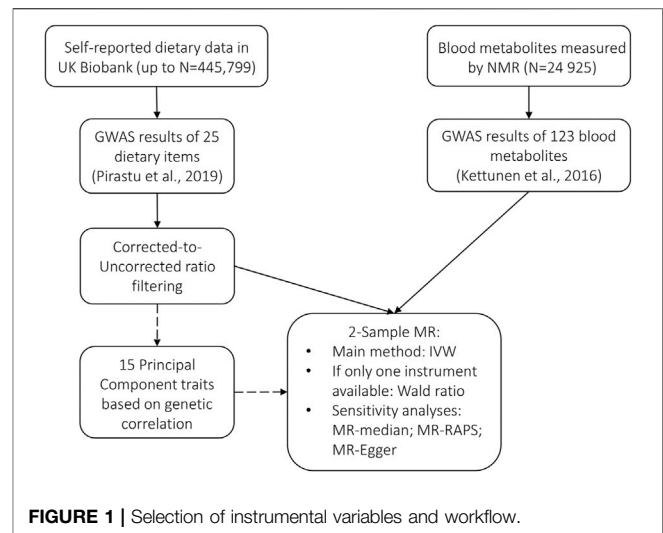 Self-reported dietary data in
UK Biobank (up to N=445,799)
Blood metabolites measured
by NMR (N=24 925)
GWAS results of 25
dietary items
(Pirastu et al., 2019)
GWAS results of 123 blood
metabolites
(Kettunen et al., 2016)
Corrected-to-
Uncorrected ratio
filtering
15 Principal
Component traits
based on genetic
correlation
2-Sample MR:
• Main method: IVW
• If only one instrument
available: Wald ratio
• Sensitivity analyses:
MR-median; MR-RAPS;
MR-Egger
FIGURE 1 | Selection of instrumental variables and workflow.